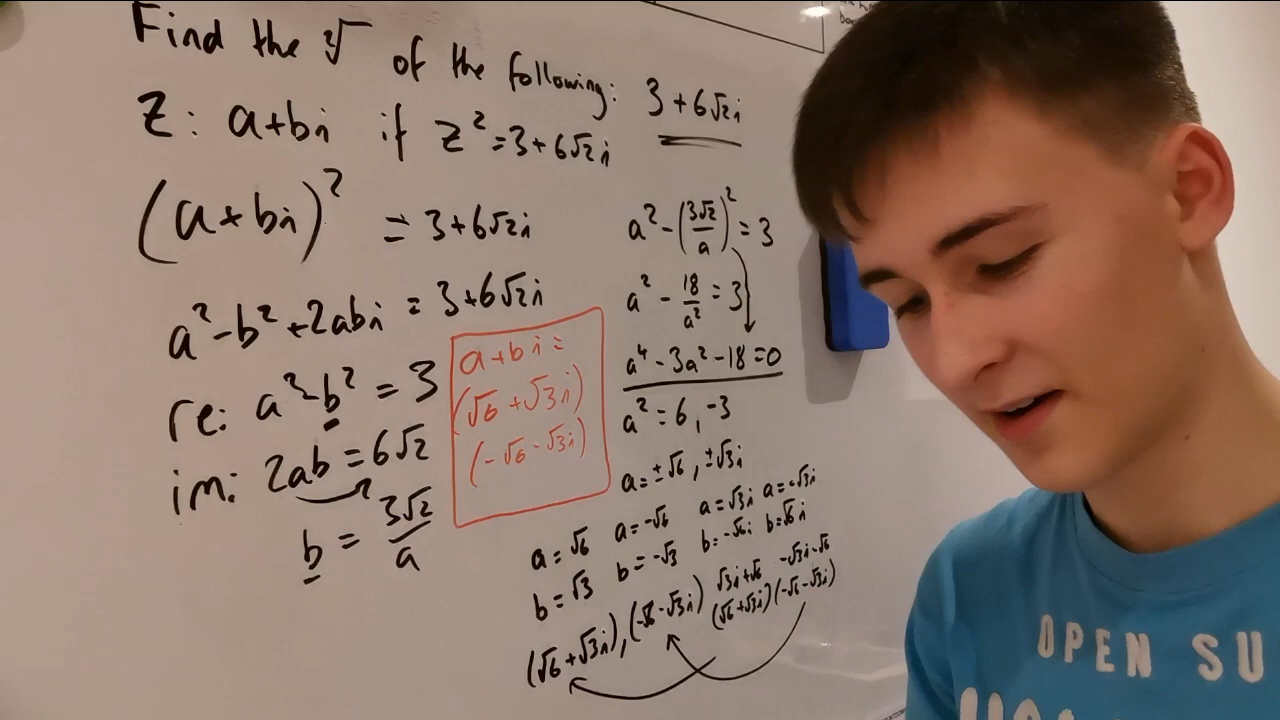 Find the √ of the following: 3+6√2i
Z: a+bi if Z²=3+6√2i
(a+bi)² = 3+6√2i
a²-b²+2abi = 3+6√2i
re: a²-b² = 3
im: 2ab = 6√2
b = 3√2/a
a+bi =
(√6+√3i)
(-√6-√3i)
a²-(3√2/a)² = 3
a² - 18/a² = 3
a⁴-3a²-18=0
a² = 6, -3
a = ±√6, ±√3i
a=√6 a=-√6 a=√3i a=-√3i
b=√3 b=-√3 b=-√6i b=√6i
√3i+√6 -√3i-√6
(√6+√3i), (-√6-√3i) (√6+√3i) (-√6-√3i)
OPEN SU